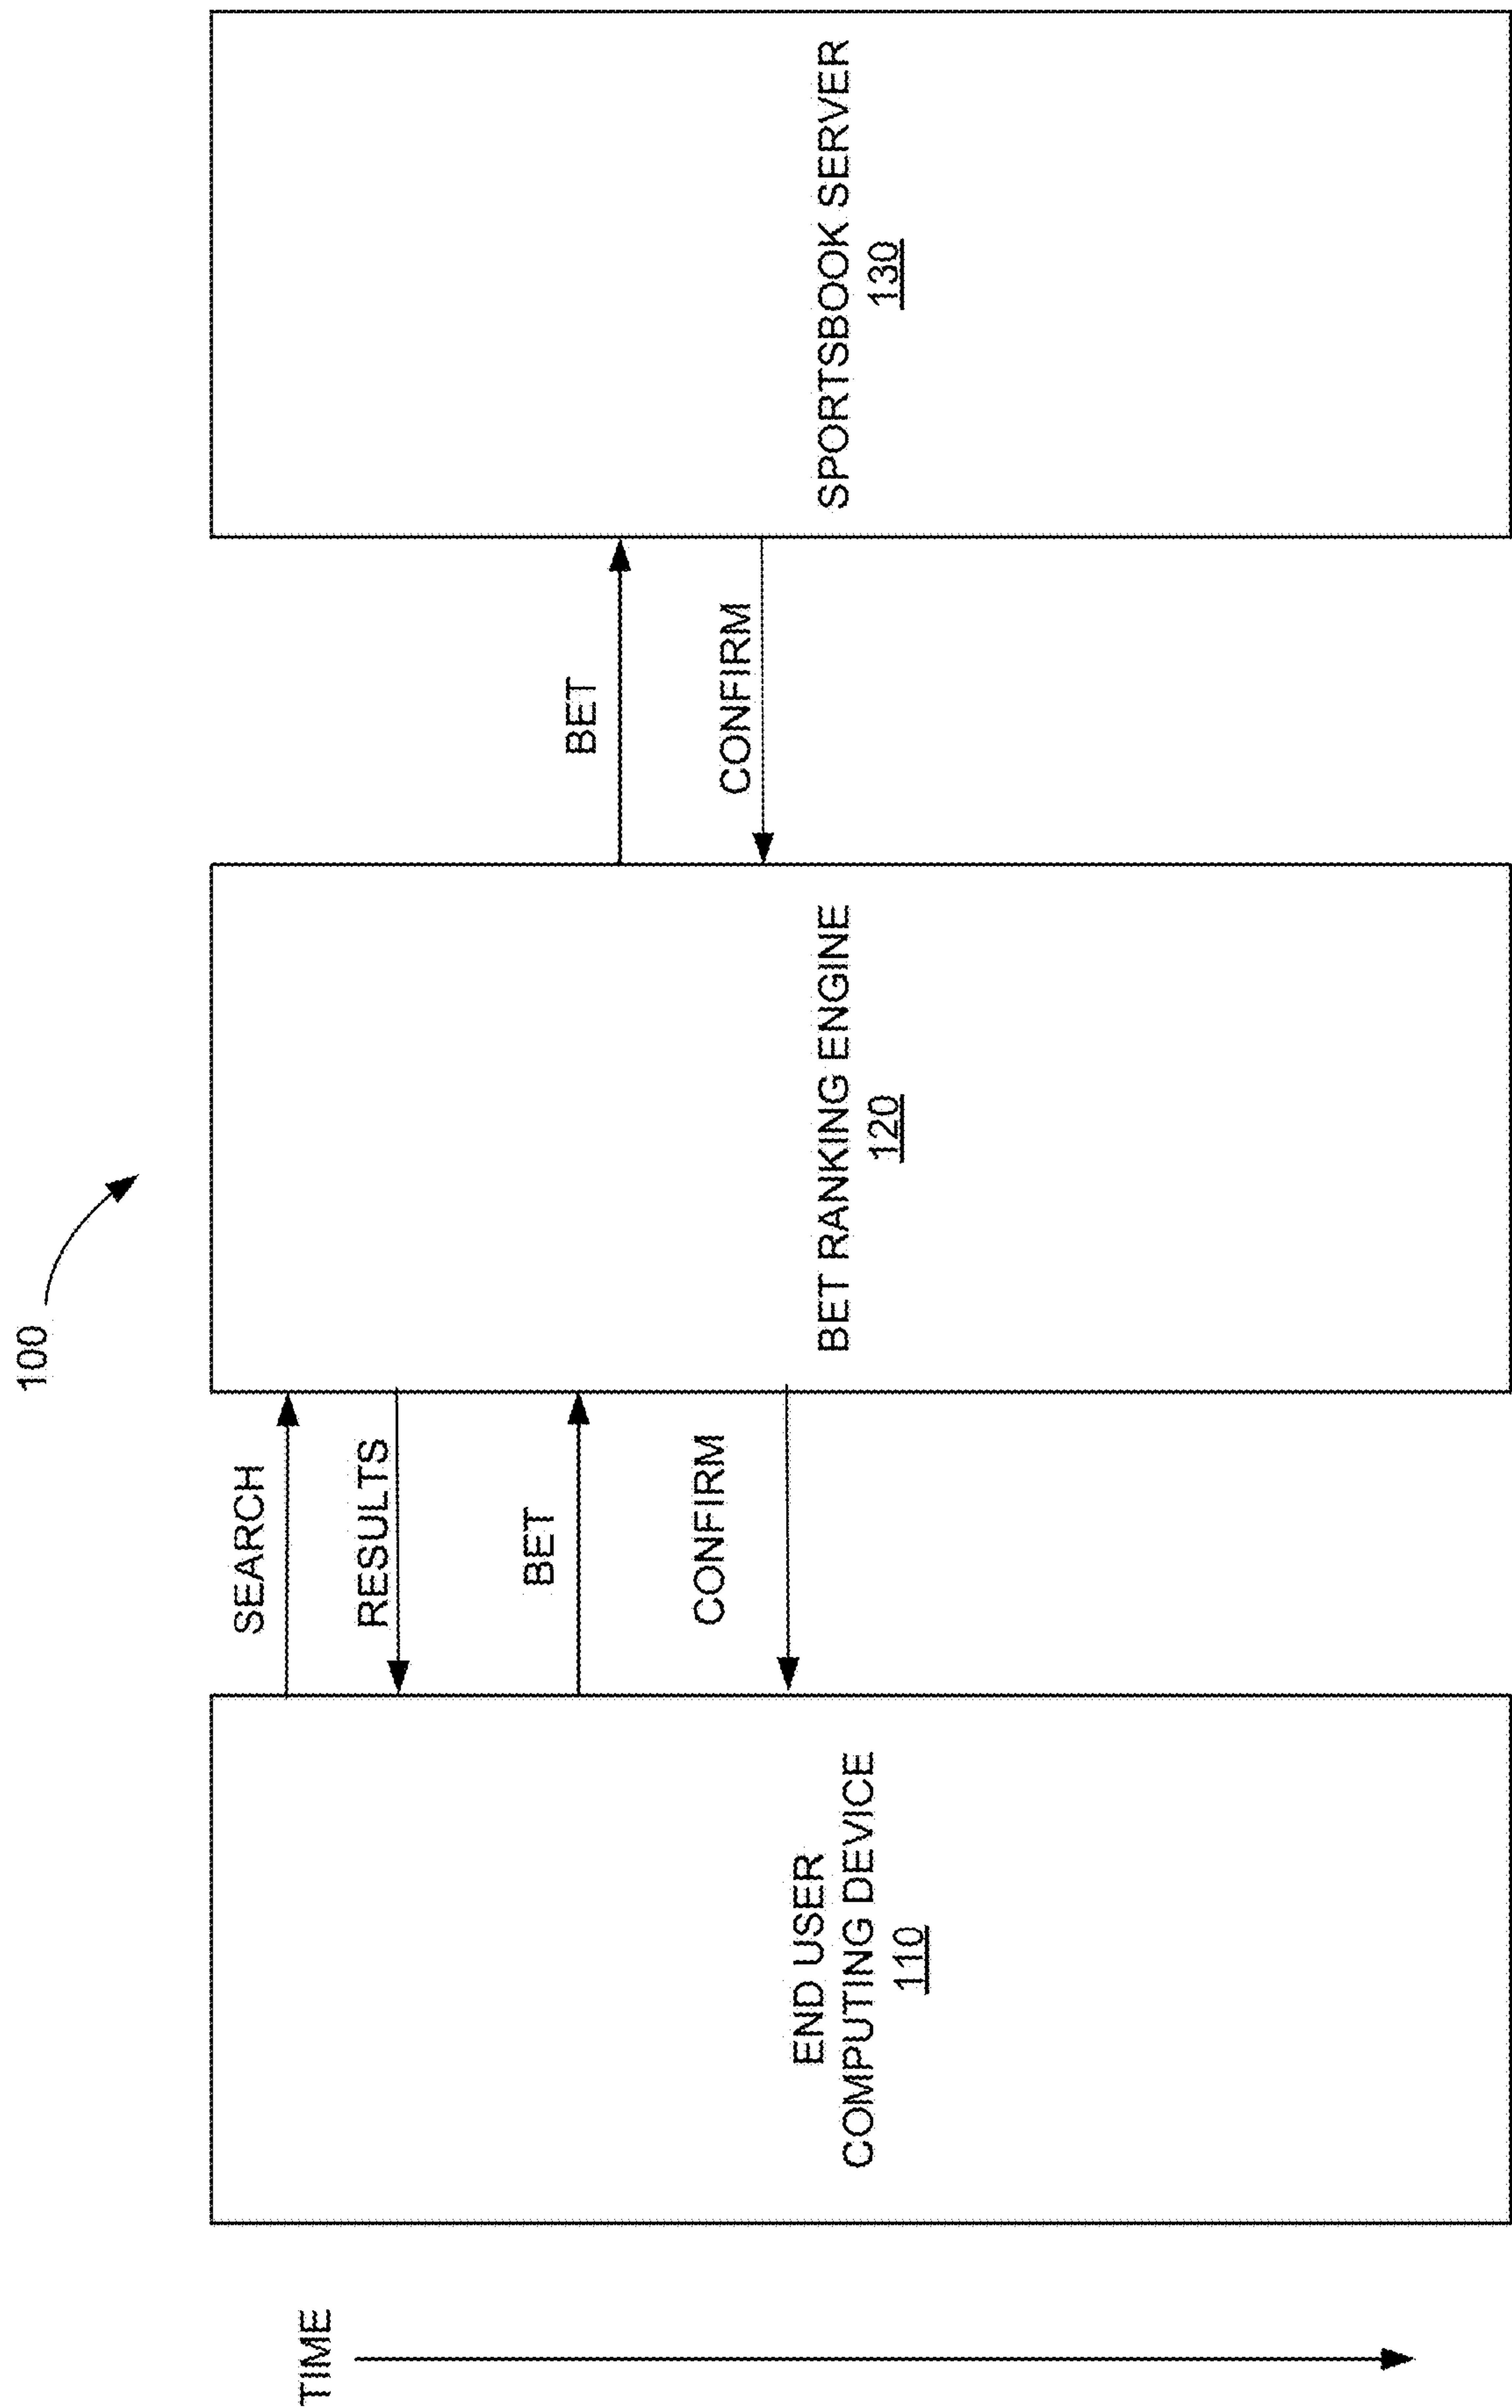 100
TIME
SEARCH
RESULTS
BET
CONFIRM
BET
CONFIRM
END USER
COMPUTING DEVICE
110
BET RANKING ENGINE
120
SPORTSBOOK SERVER
130